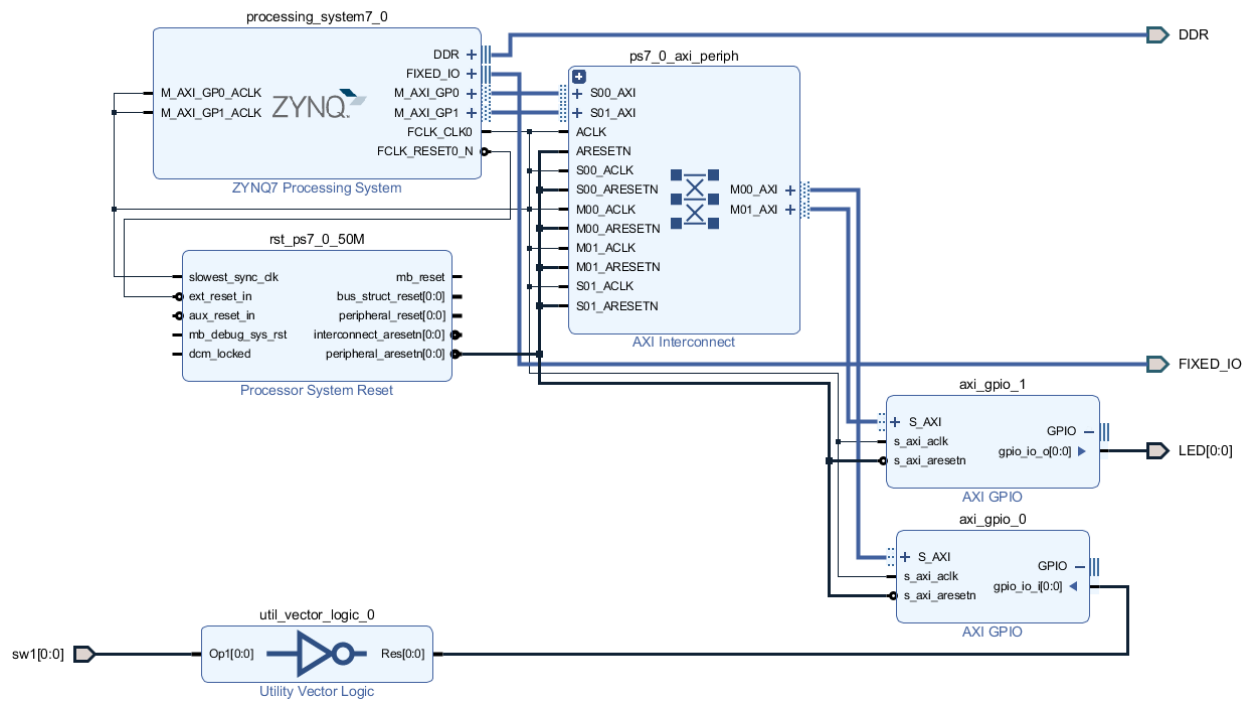 processing_system7_0
DDR
FIXED_IO
M_AXI_GP0_ACLK
M_AXI_GP0
M_AXI_GP1_ACLK
M_AXI_GP1
ZYNQ.
FCLK_CLK0
FCLK_RESET0_N
ZYNQ7 Processing System
DDR
ps7_0_axi_periph
S00_AXI
S01_AXI
ACLK
ARESETN
S00_ACLK
S00_ARESETN
M00_ACLK
M00_ARESETN
M01_ACLK
M01_ARESETN
S01_ACLK
S01_ARESETN
M00_AXI
M01_AXI
AXI Interconnect
rst_ps7_0_50M
slowest_sync_clk
mb_reset
ext_reset_in
bus_struct_reset[0:0]
aux_reset_in
peripheral_reset[0:0]
mb_debug_sys_rst
interconnect_aresetn[0:0]
dcm_locked
peripheral_aresetn[0:0]
Processor System Reset
FIXED_IO
axi_gpio_1
S_AXI
GPIO
s_axi_aclk
gpio_io_o[0:0]
s_axi_aresetn
AXI GPIO
LED[0:0]
axi_gpio_0
S_AXI
GPIO
s_axi_aclk
gpio_io_i[0:0]
s_axi_aresetn
AXI GPIO
util_vector_logic_0
sw1[0:0]
Op1[0:0]
Res[0:0]
Utility Vector Logic